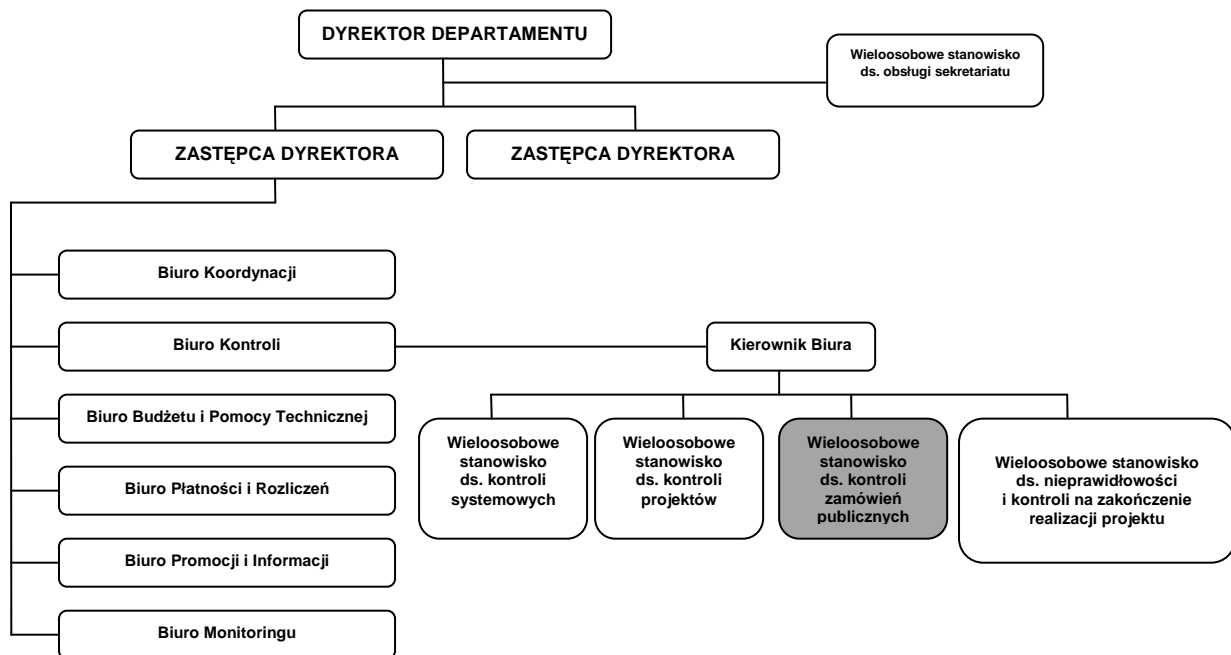 DYREKTOR DEPARTAMENTU
Wieloosobowe stanowisko
ds. obsługi sekretariatu
ZASTĘPCA DYREKTORA
ZASTĘPCA DYREKTORA
Biuro Koordynacji
Biuro Kontroli
Kierownik Biura
Biuro Budżetu i Pomocy Technicznej
Wieloosobowe
stanowisko
ds. kontroli
systemowych
Wieloosobowe
stanowisko
ds. kontroli
projektów
Wieloosobowe
stanowisko
ds. kontroli
zamówień
publicznych
Wieloosobowe stanowisko
ds. nieprawidłowości
i kontroli na zakończenie
realizacji projektu
Biuro Płatności i Rozliczeń
Biuro Promocji i Informacji
Biuro Monitoringu